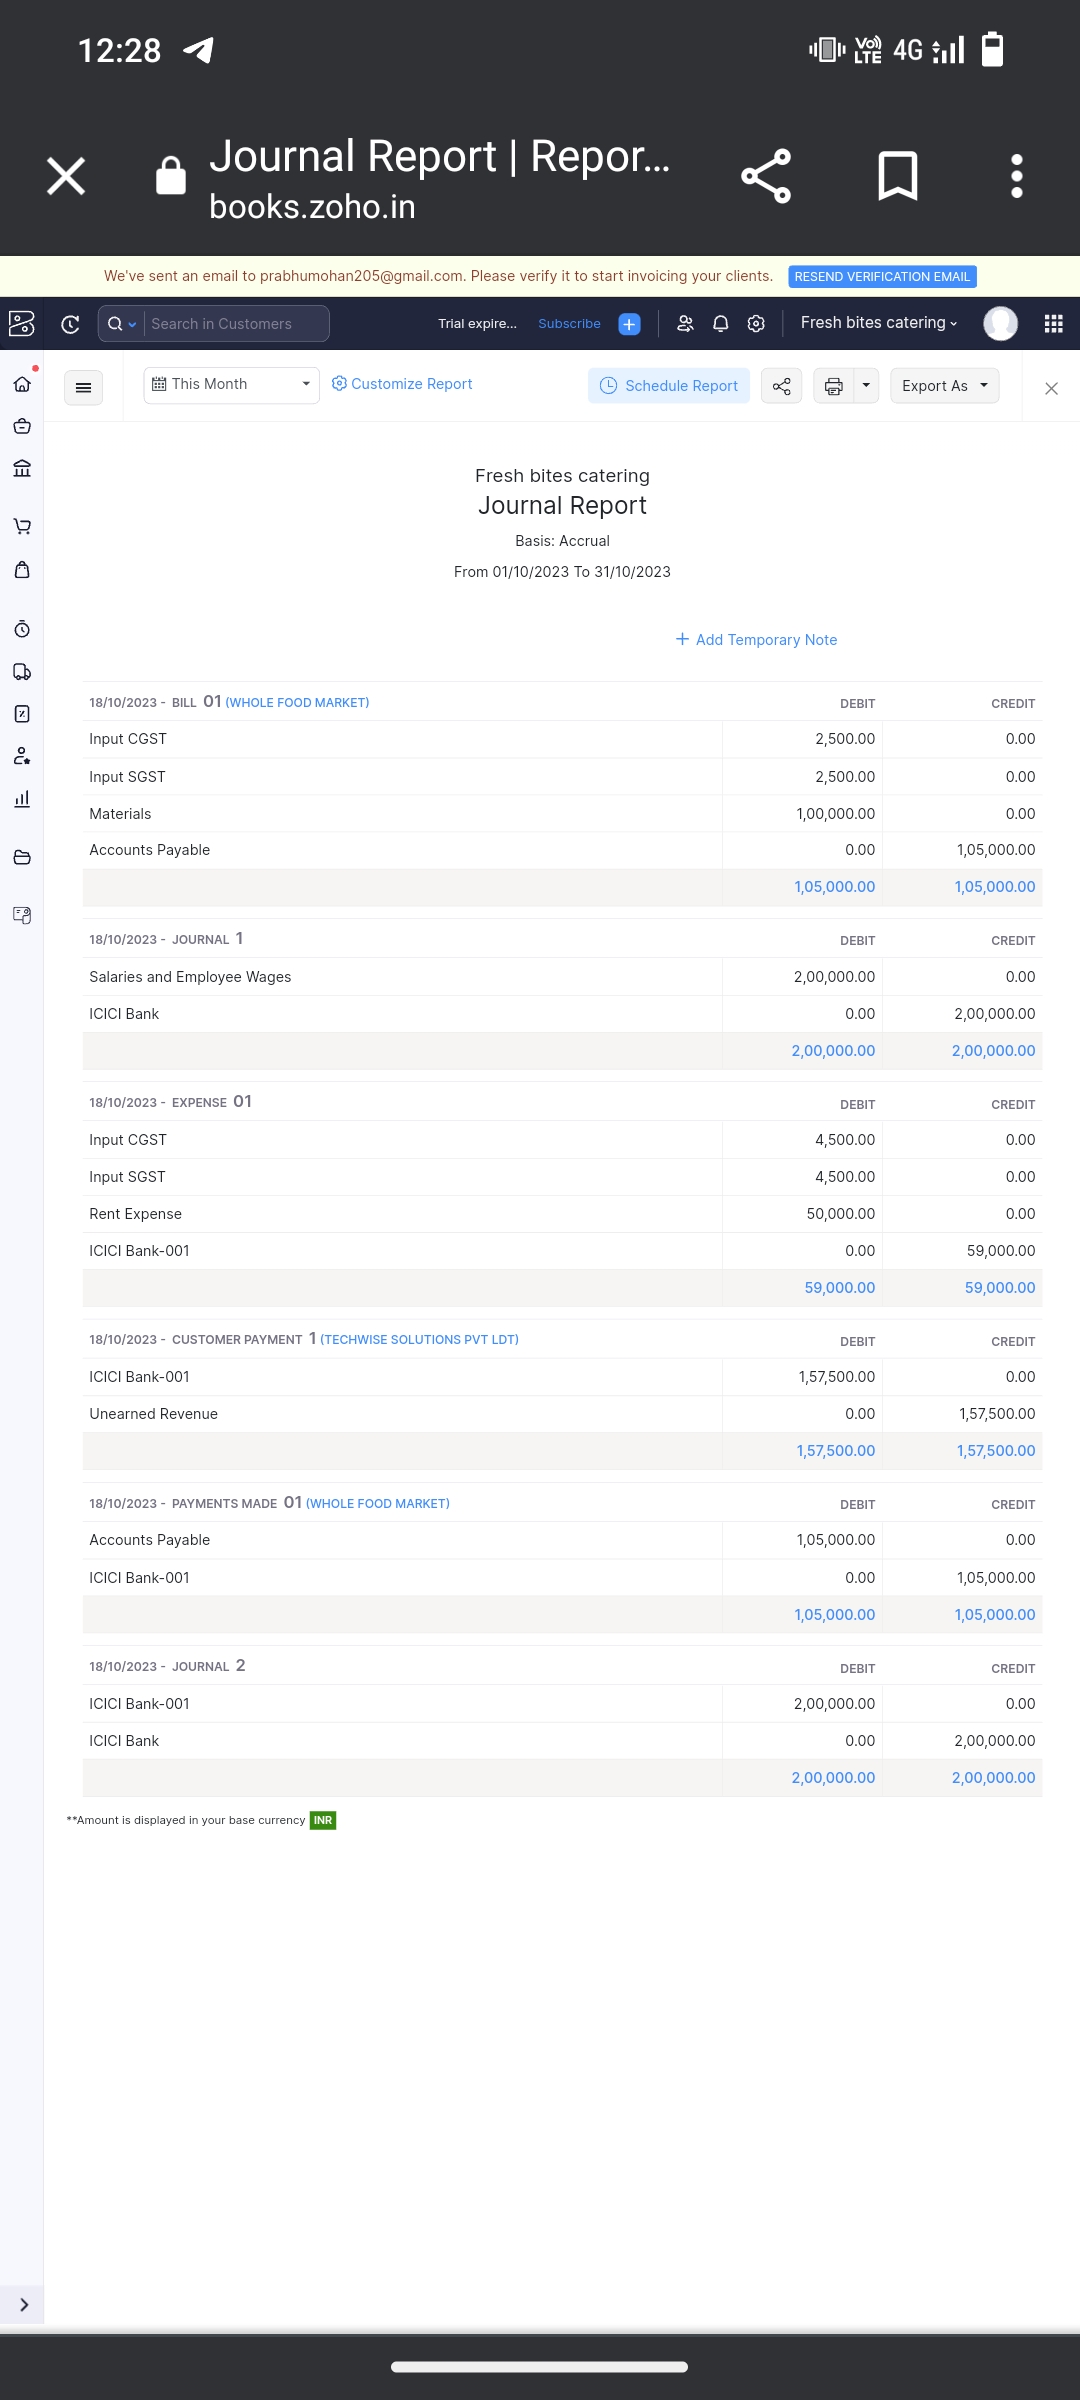 12:28 Vo) LTE 4G
Journal Report | Repor...
books.zoho.in
We've sent an email to prabhumohan205@gmail.com. Please verify it to start invoicing your clients. RESEND VERIFICATION EMAIL
Search in Customers Trial expire... Subscribe Fresh bites catering
This Month Customize Report Schedule Report Export As
Fresh bites catering
Journal Report
Basis: Accrual
From 01/10/2023 To 31/10/2023
+ Add Temporary Note
18/10/2023 - BILL 01 (WHOLE FOOD MARKET) DEBIT CREDIT
Input CGST 2,500.00 0.00
Input SGST 2,500.00 0.00
Materials 1,00,000.00 0.00
Accounts Payable 0.00 1,05,000.00
1,05,000.00 1,05,000.00
18/10/2023 - JOURNAL 1 DEBIT CREDIT
Salaries and Employee Wages 2,00,000.00 0.00
ICICI Bank 0.00 2,00,000.00
2,00,000.00 2,00,000.00
18/10/2023 - EXPENSE 01 DEBIT CREDIT
Input CGST 4,500.00 0.00
Input SGST 4,500.00 0.00
Rent Expense 50,000.00 0.00
ICICI Bank-001 0.00 59,000.00
59,000.00 59,000.00
18/10/2023 - CUSTOMER PAYMENT 1 (TECHWISE SOLUTIONS PVT LDT) DEBIT CREDIT
ICICI Bank-001 1,57,500.00 0.00
Unearned Revenue 0.00 1,57,500.00
1,57,500.00 1,57,500.00
18/10/2023 - PAYMENTS MADE 01 (WHOLE FOOD MARKET) DEBIT CREDIT
Accounts Payable 1,05,000.00 0.00
ICICI Bank-001 0.00 1,05,000.00
1,05,000.00 1,05,000.00
18/10/2023 - JOURNAL 2 DEBIT CREDIT
ICICI Bank-001 2,00,000.00 0.00
ICICI Bank 0.00 2,00,000.00
2,00,000.00 2,00,000.00
**Amount is displayed in your base currency INR